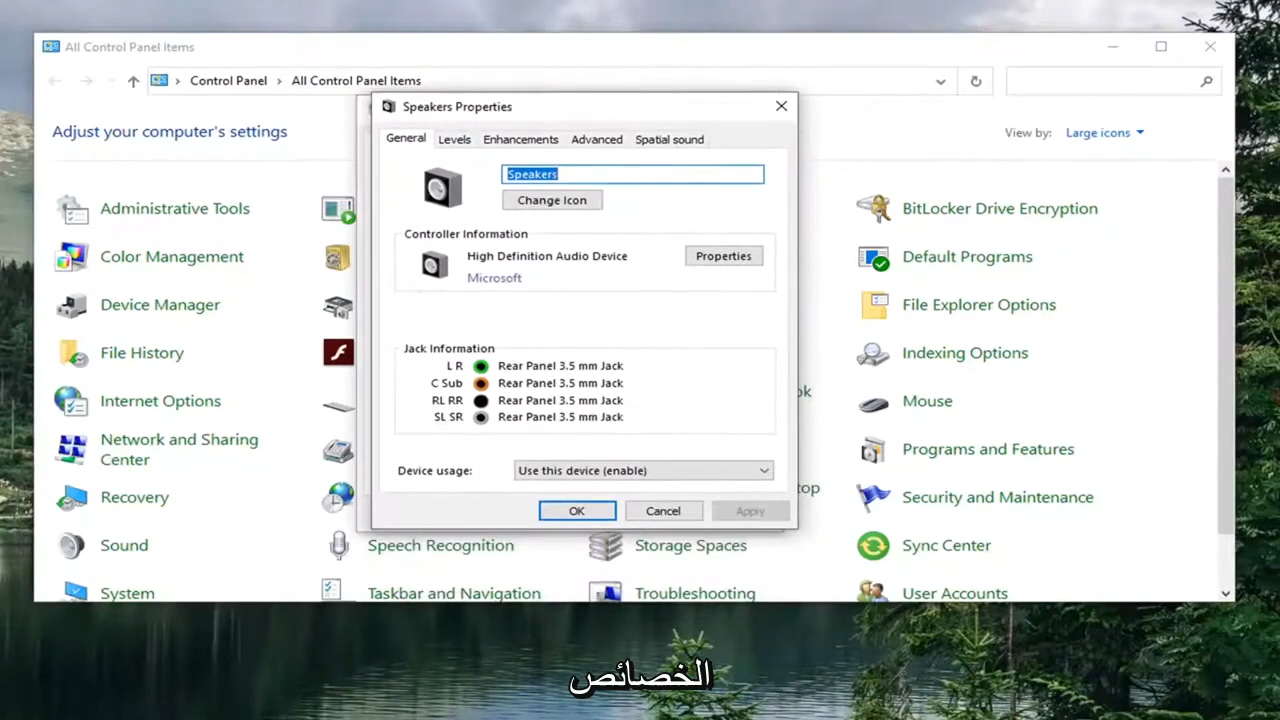 All Control Panel Items
Control Panel > All Control Panel Items
Adjust your computer's settings
View by: Large icons
Speakers Properties
General Levels Enhancements Advanced Spatial sound
Speakers
Change Icon
Controller Information
High Definition Audio Device
Properties
Microsoft
Jack Information
L R Rear Panel 3.5 mm Jack
C Sub Rear Panel 3.5 mm Jack
RL RR Rear Panel 3.5 mm Jack
SL SR Rear Panel 3.5 mm Jack
Device usage: Use this device (enable)
OK Cancel Apply
Administrative Tools BitLocker Drive Encryption
Color Management Default Programs
Device Manager File Explorer Options
File History Indexing Options
Internet Options Mouse
Network and Sharing Center Programs and Features
Recovery Security and Maintenance
Sound Speech Recognition Storage Spaces Sync Center
System Taskbar and Navigation Troubleshooting User Accounts
الخصائص